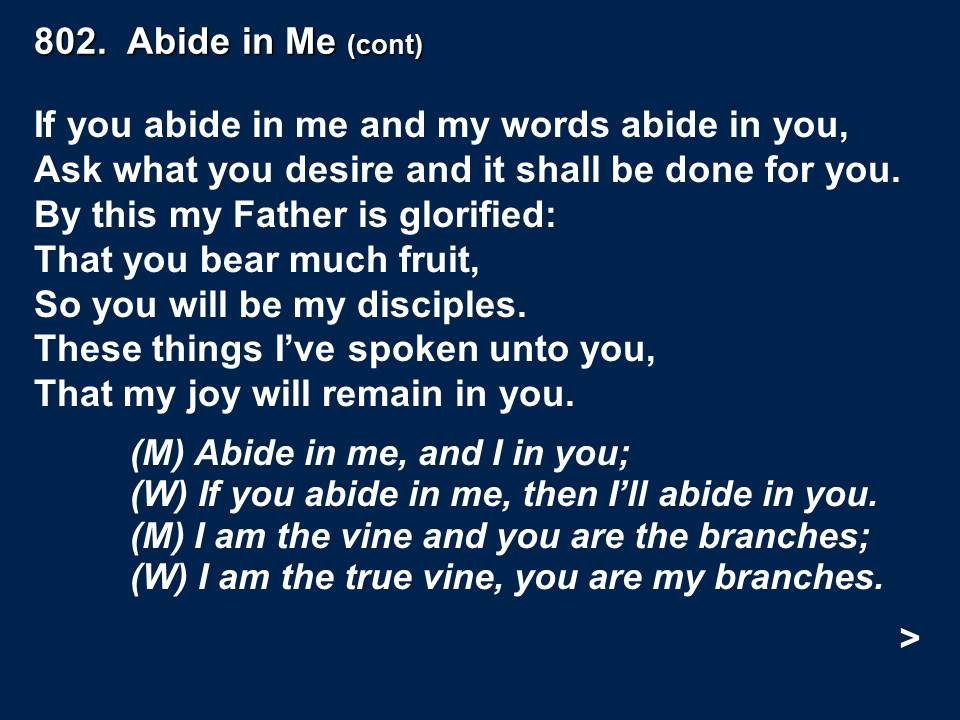 802. Abide in Me (cont)
If you abide in me and my words abide in you,
Ask what you desire and it shall be done for you.
By this my Father is glorified:
That you bear much fruit,
So you will be my disciples.
These things I’ve spoken unto you,
That my joy will remain in you.
(M) Abide in me, and I in you;
(W) If you abide in me, then I’ll abide in you.
(M) I am the vine and you are the branches;
(W) I am the true vine, you are my branches.
>